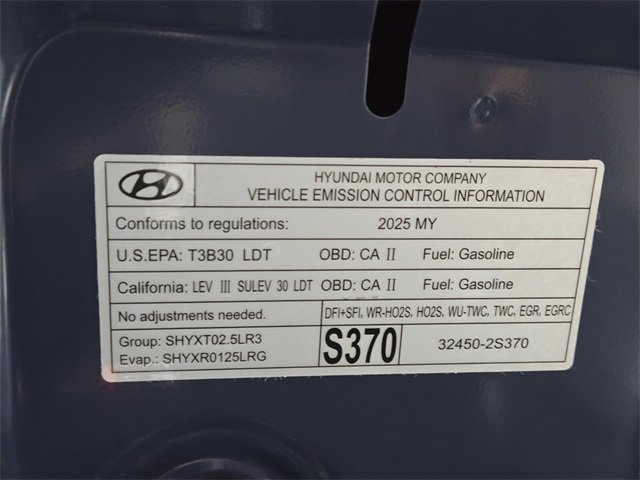 HYUNDAI MOTOR COMPANY
VEHICLE EMISSION CONTROL INFORMATION
Conforms to regulations: 2025 MY
U.S.EPA: T3B30 LDT OBD: CA II Fuel: Gasoline
California: LEV III SULEV 30 LDT OBD: CA II Fuel: Gasoline
No adjustments needed. DFI+SFI, WR-HO2S, HO2S, WU-TWC, TWC, EGR, EGRC
Group: SHYXT02.5LR3
Evap.: SHYXR0125LRG
S370 32450-2S370